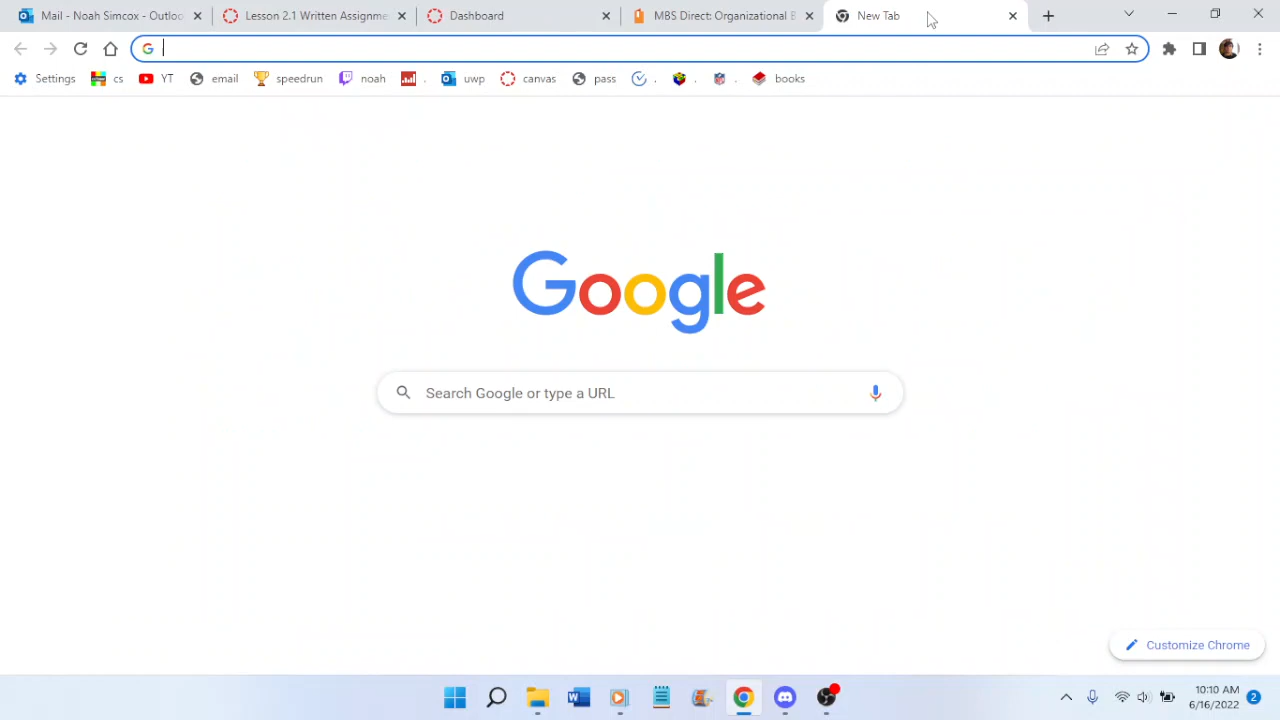 Mail - Noah Simcox - Outloo
Lesson 2.1 Written Assignme
Dashboard
MBS Direct: Organizational B
New Tab
Settings
cs
YT
email
speedrun
noah
.
uwp
canvas
pass
.
.
.
books
Google
Search Google or type a URL
Customize Chrome
10:10 AM
6/16/2022
2